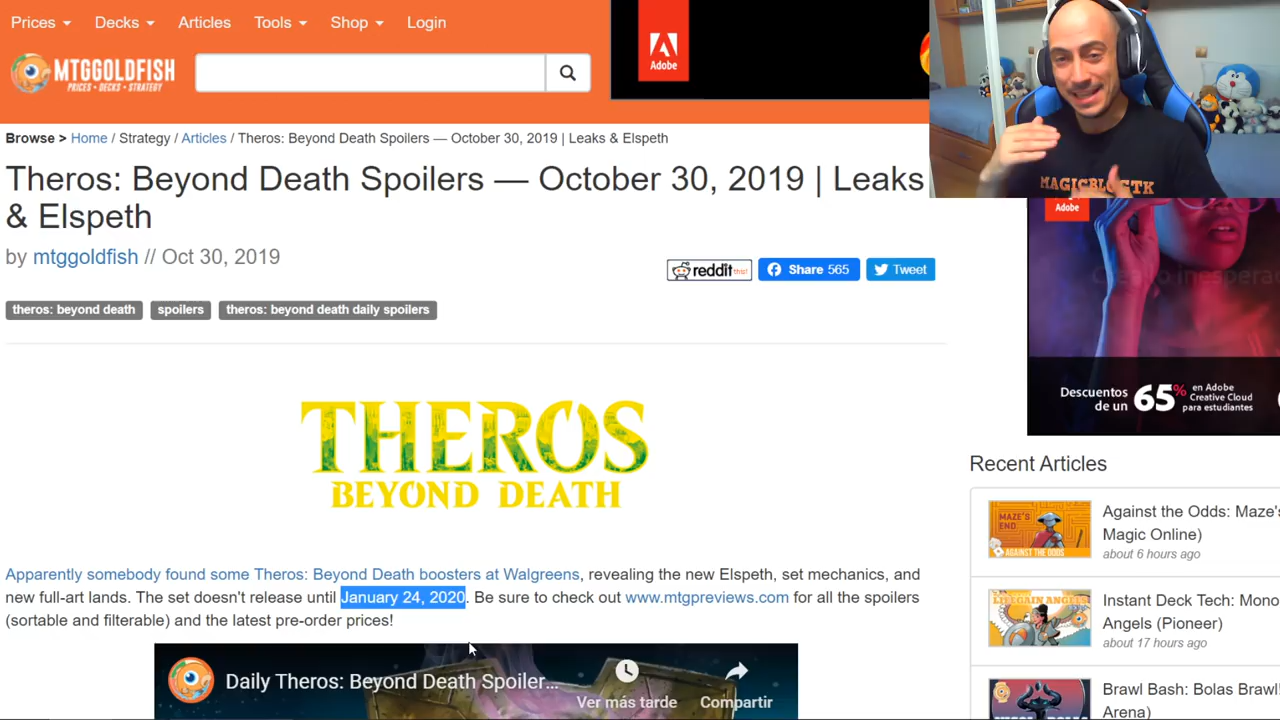 Prices Decks Articles Tools Shop Login
MTGGOLDFISH
PRICES • DECKS • STRATEGY
Adobe
MAGICBLOGTK
Browse > Home / Strategy / Articles / Theros: Beyond Death Spoilers — October 30, 2019 | Leaks & Elspeth
Theros: Beyond Death Spoilers — October 30, 2019 | Leaks
& Elspeth
by mtggoldfish // Oct 30, 2019
reddit this!
Share 565
Tweet
theros: beyond death spoilers theros: beyond death daily spoilers
Adobe
Descuentos
de un 65% en Adobe
Creative Cloud
para estudiantes
THEROS
BEYOND DEATH
Apparently somebody found some Theros: Beyond Death boosters at Walgreens, revealing the new Elspeth, set mechanics, and
new full-art lands. The set doesn't release until January 24, 2020. Be sure to check out www.mtgpreviews.com for all the spoilers
(sortable and filterable) and the latest pre-order prices!
Daily Theros: Beyond Death Spoiler...
Ver más tarde
Compartir
Recent Articles
MAZE'S
END
AGAINST THE ODDS
Against the Odds: Maze's
Magic Online)
about 6 hours ago
Instant Deck Tech: Mono
Angels (Pioneer)
about 17 hours ago
Brawl Bash: Bolas Brawl!
Arena)